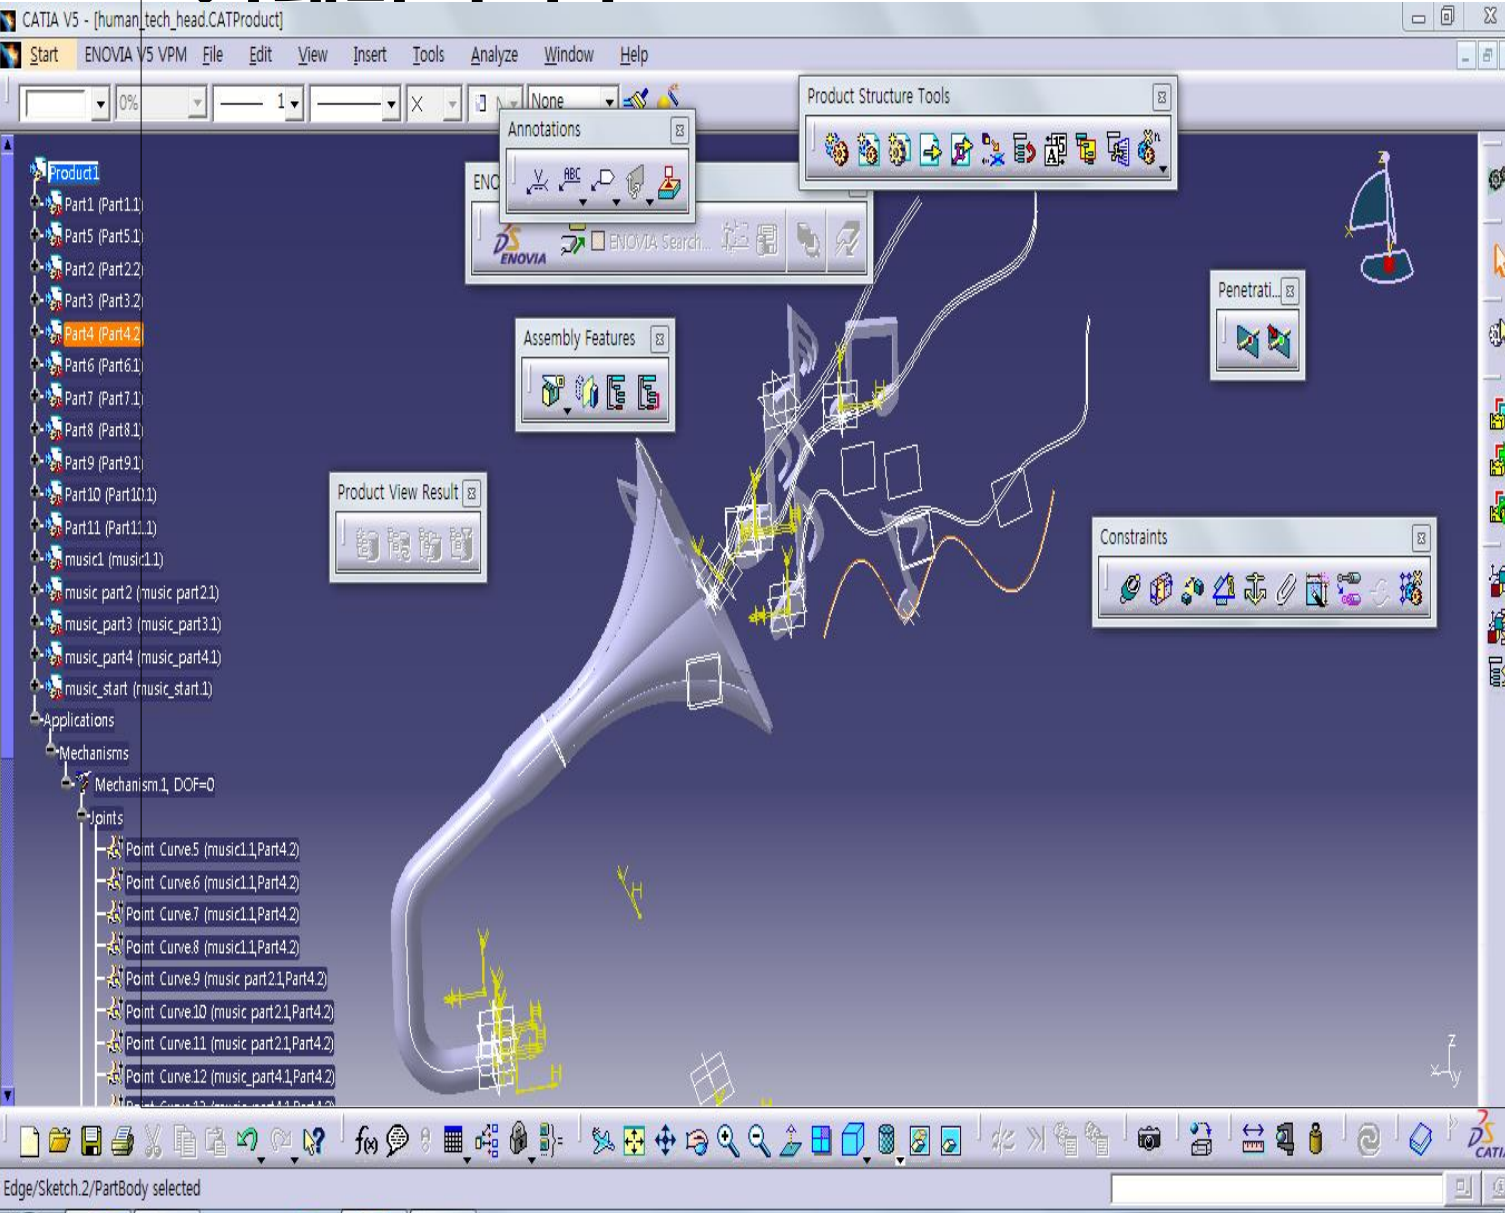 CATIA V5 - [human_tech_head.CATProduct]
Start ENOVIA V5 VPM File Edit View Insert Tools Analyze Window Help
0% 1 X None
Product Structure Tools
Annotations
ABC
ENO
ENOVIA Search...
DS ENOVIA
Penetrati...
Assembly Features
Product View Result
Constraints
Product1
Part1 (Part1.1)
Part5 (Part5.1)
Part2 (Part2.2)
Part3 (Part3.2)
Part4 (Part4.2)
Part6 (Part6.1)
Part7 (Part7.1)
Part8 (Part8.1)
Part9 (Part9.1)
Part10 (Part10.1)
Part11 (Part11.1)
music1 (music1.1)
music part2 (music part2.1)
music_part3 (music_part3.1)
music_part4 (music_part4.1)
music_start (music_start.1)
Applications
Mechanisms
Mechanism.1, DOF=0
Joints
Point Curve.5 (music1.1,Part4.2)
Point Curve.6 (music1.1,Part4.2)
Point Curve.7 (music1.1,Part4.2)
Point Curve.8 (music1.1,Part4.2)
Point Curve.9 (music part2.1,Part4.2)
Point Curve.10 (music part2.1,Part4.2)
Point Curve.11 (music part2.1,Part4.2)
Point Curve.12 (music_part4.1,Part4.2)
z
x y
f(x)
DS CATIA
Edge/Sketch.2/PartBody selected